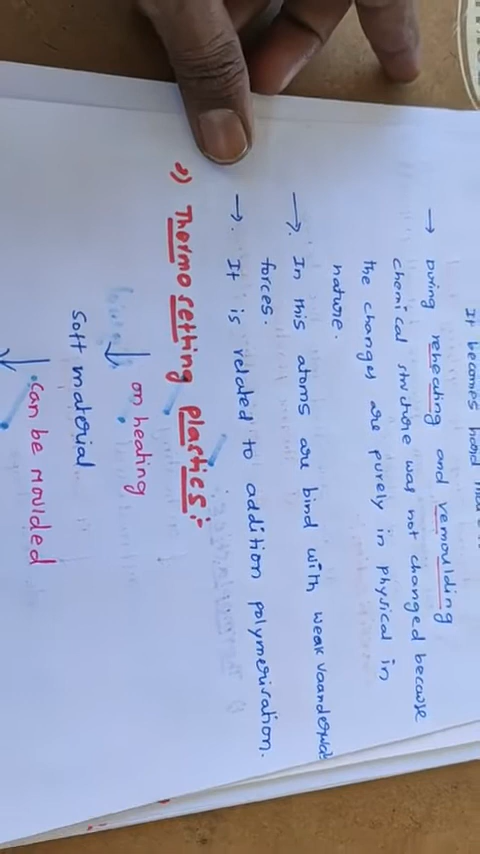 It becomes hard
→ During reheating and remoulding
chemical structure was not changed because
the changes are purely in physical in
nature.
→. In this atoms are bind with weak vaanderwal
forces.
→. It is related to addition polymerisation.
2) Thermo setting plastics:-
↓ on heating
Soft material
↓ can be moulded